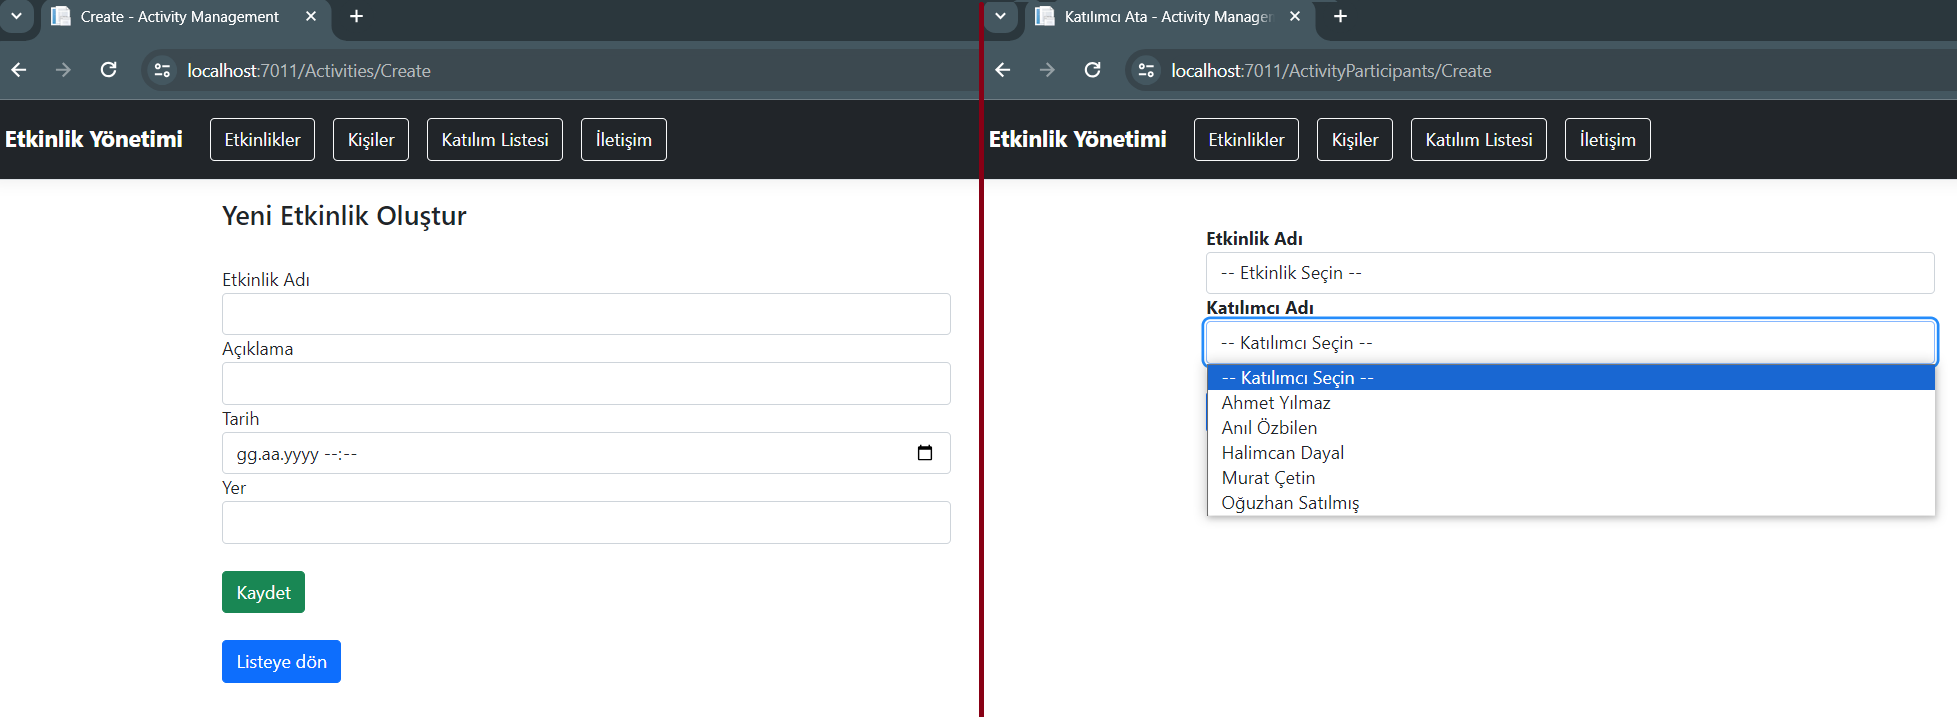 Create - Activity Management
localhost:7011/Activities/Create
Etkinlik Yönetimi Etkinlikler Kişiler Katılım Listesi İletişim
Yeni Etkinlik Oluştur
Etkinlik Adı
Açıklama
Tarih
gg.aa.yyyy --:--
Yer
Kaydet
Listeye dön
Katılımcı Ata - Activity Manager
localhost:7011/ActivityParticipants/Create
Etkinlik Yönetimi Etkinlikler Kişiler Katılım Listesi İletişim
Etkinlik Adı
-- Etkinlik Seçin --
Katılımcı Adı
-- Katılımcı Seçin --
-- Katılımcı Seçin --
Ahmet Yılmaz
Anıl Özbilen
Halimcan Dayal
Murat Çetin
Oğuzhan Satılmış